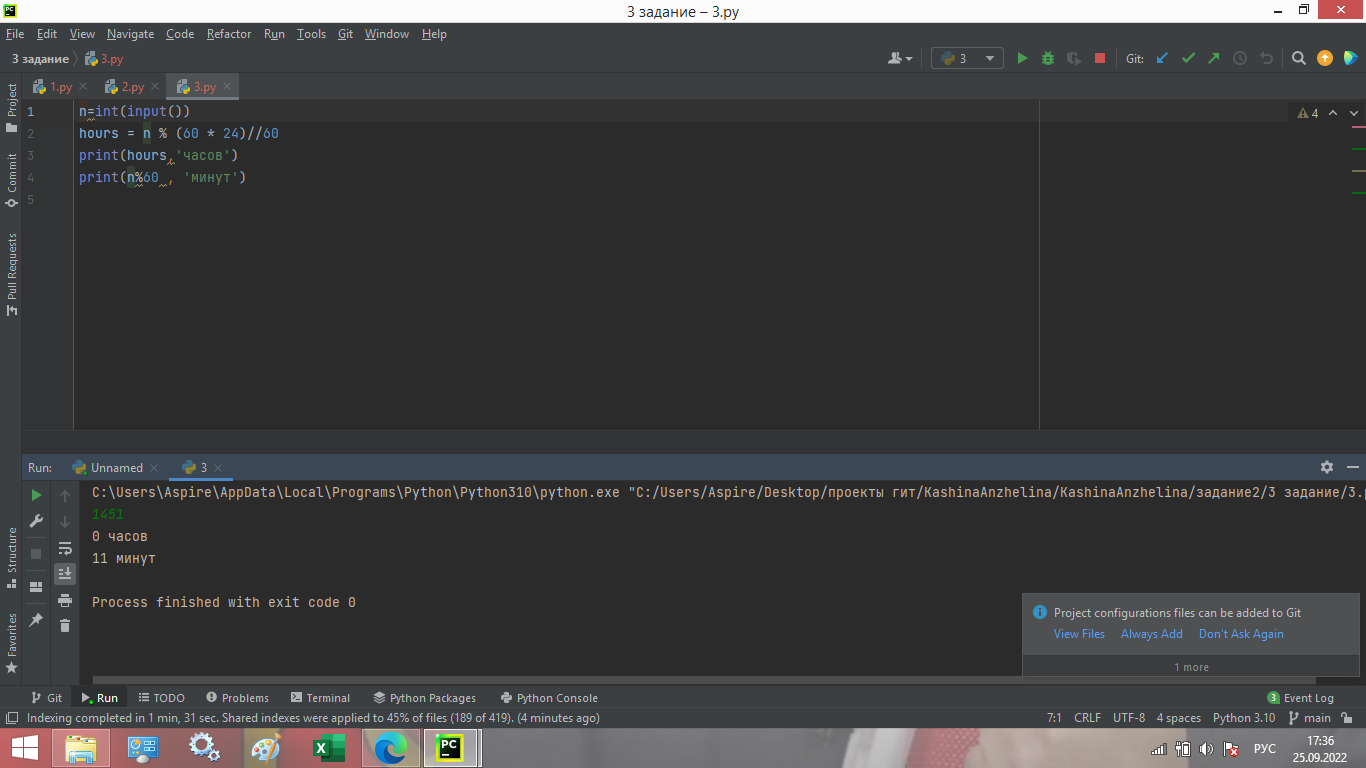 3 задание – 3.py
File Edit View Navigate Code Refactor Run Tools Git Window Help
3 задание 3.py 3 Git:
1.py 2.py 3.py
1 n=int(input()) 4
2 hours = n % (60 * 24)//60
3 print(hours,'часов')
4 print(n%60 , 'минут')
5
Project
Commit
Pull Requests
Structure
Favorites
Run: Unnamed 3
C:\Users\Aspire\AppData\Local\Programs\Python\Python310\python.exe "C:/Users/Aspire/Desktop/проекты гит/KashinaAnzhelina/KashinaAnzhelina/задание2/3 задание/3.p
1451
0 часов
11 минут
Process finished with exit code 0
Project configurations files can be added to Git
View Files Always Add Don't Ask Again
1 more
Git Run TODO Problems Terminal Python Packages Python Console 3 Event Log
Indexing completed in 1 min, 31 sec. Shared indexes were applied to 45% of files (189 of 419). (4 minutes ago) 7:1 CRLF UTF-8 4 spaces Python 3.10 main
PC РУС 17:36
25.09.2022